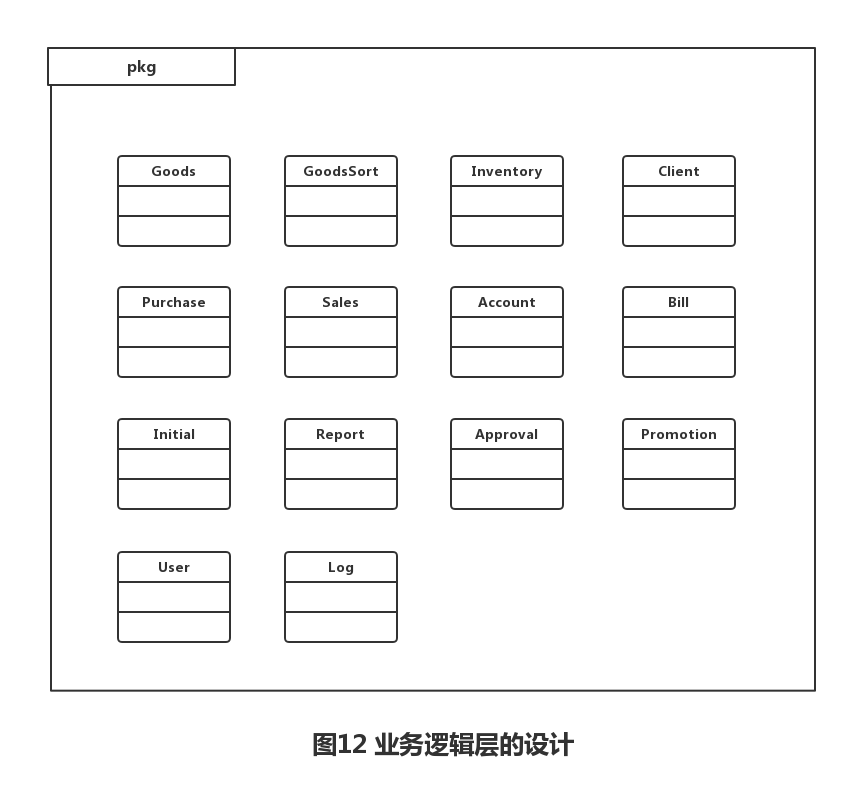 pkg
Goods
GoodsSort
Inventory
Client
Purchase
Sales
Account
Bill
Initial
Report
Approval
Promotion
User
Log
图12 业务逻辑层的设计